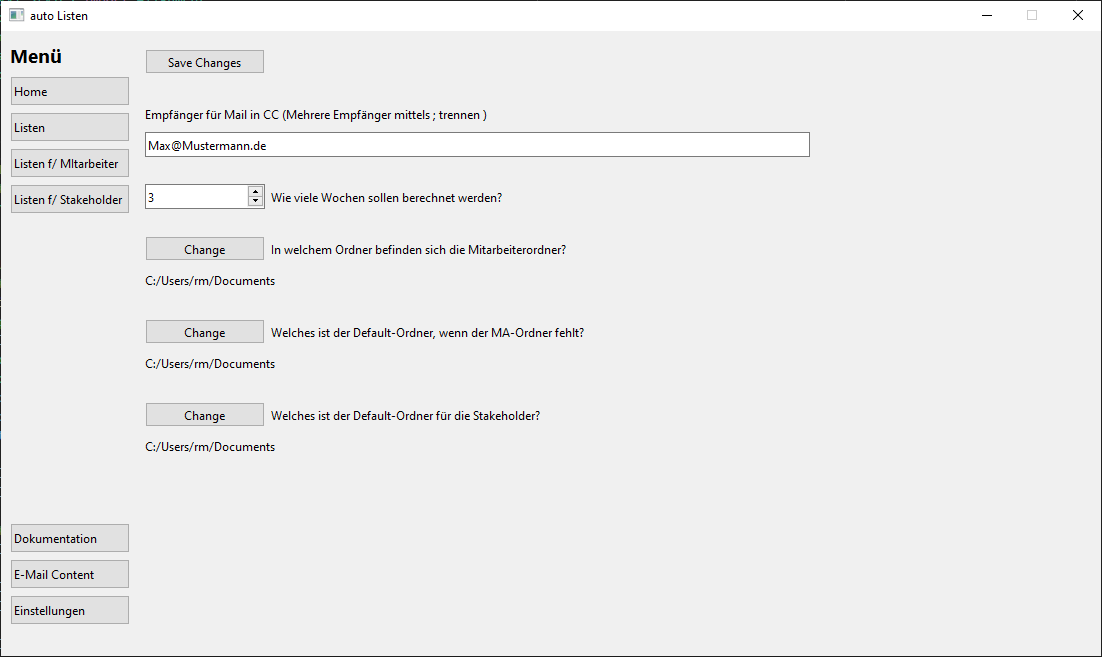 auto Listen
Menü
Save Changes
Home
Empfänger für Mail in CC (Mehrere Empfänger mittels ; trennen )
Listen
Max@Mustermann.de
Listen f/ MItarbeiter
Listen f/ Stakeholder
3
Wie viele Wochen sollen berechnet werden?
Change
In welchem Ordner befinden sich die Mitarbeiterordner?
C:/Users/rm/Documents
Change
Welches ist der Default-Ordner, wenn der MA-Ordner fehlt?
C:/Users/rm/Documents
Change
Welches ist der Default-Ordner für die Stakeholder?
C:/Users/rm/Documents
Dokumentation
E-Mail Content
Einstellungen